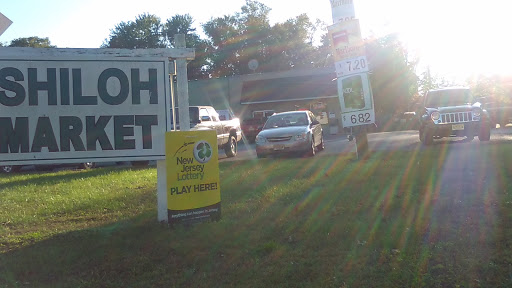 SHILOH
MARKET
New
Jersey
Lottery
PLAY HERE!
7.20
6.82